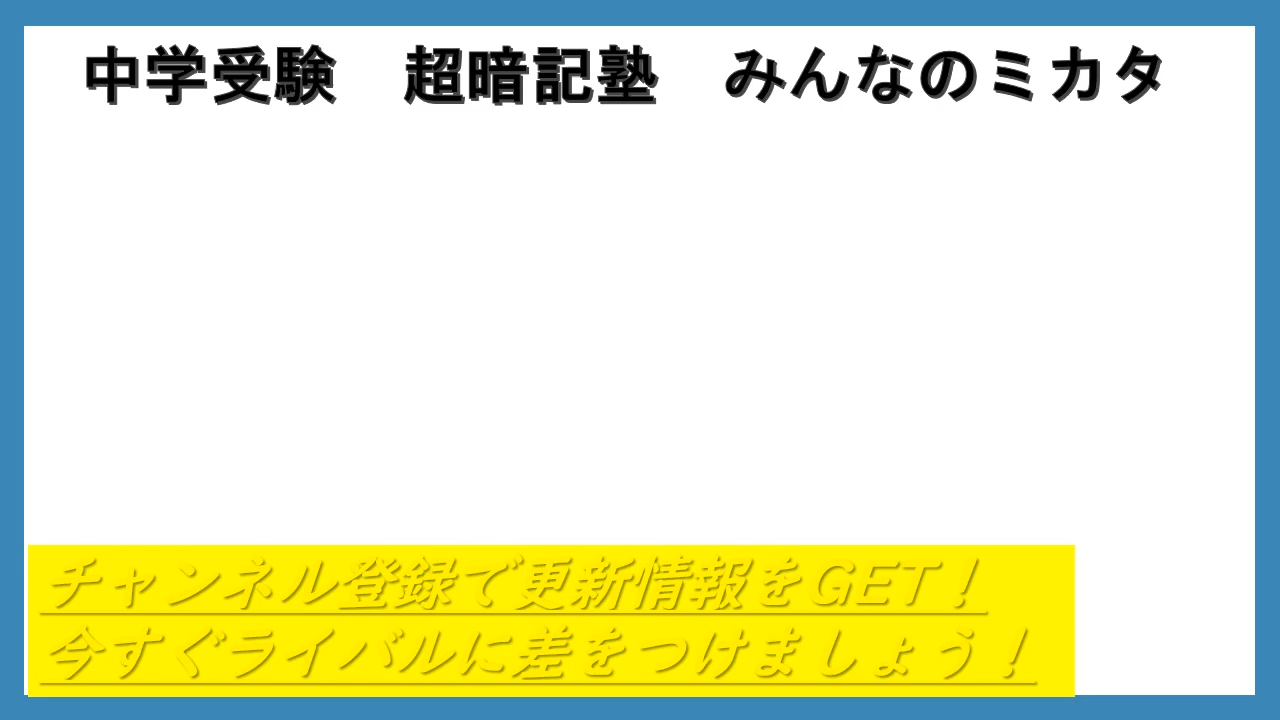 中学受験　超暗記塾　みんなのミカタ
チャンネル登録で更新情報をGET！
今すぐライバルに差をつけましょう！